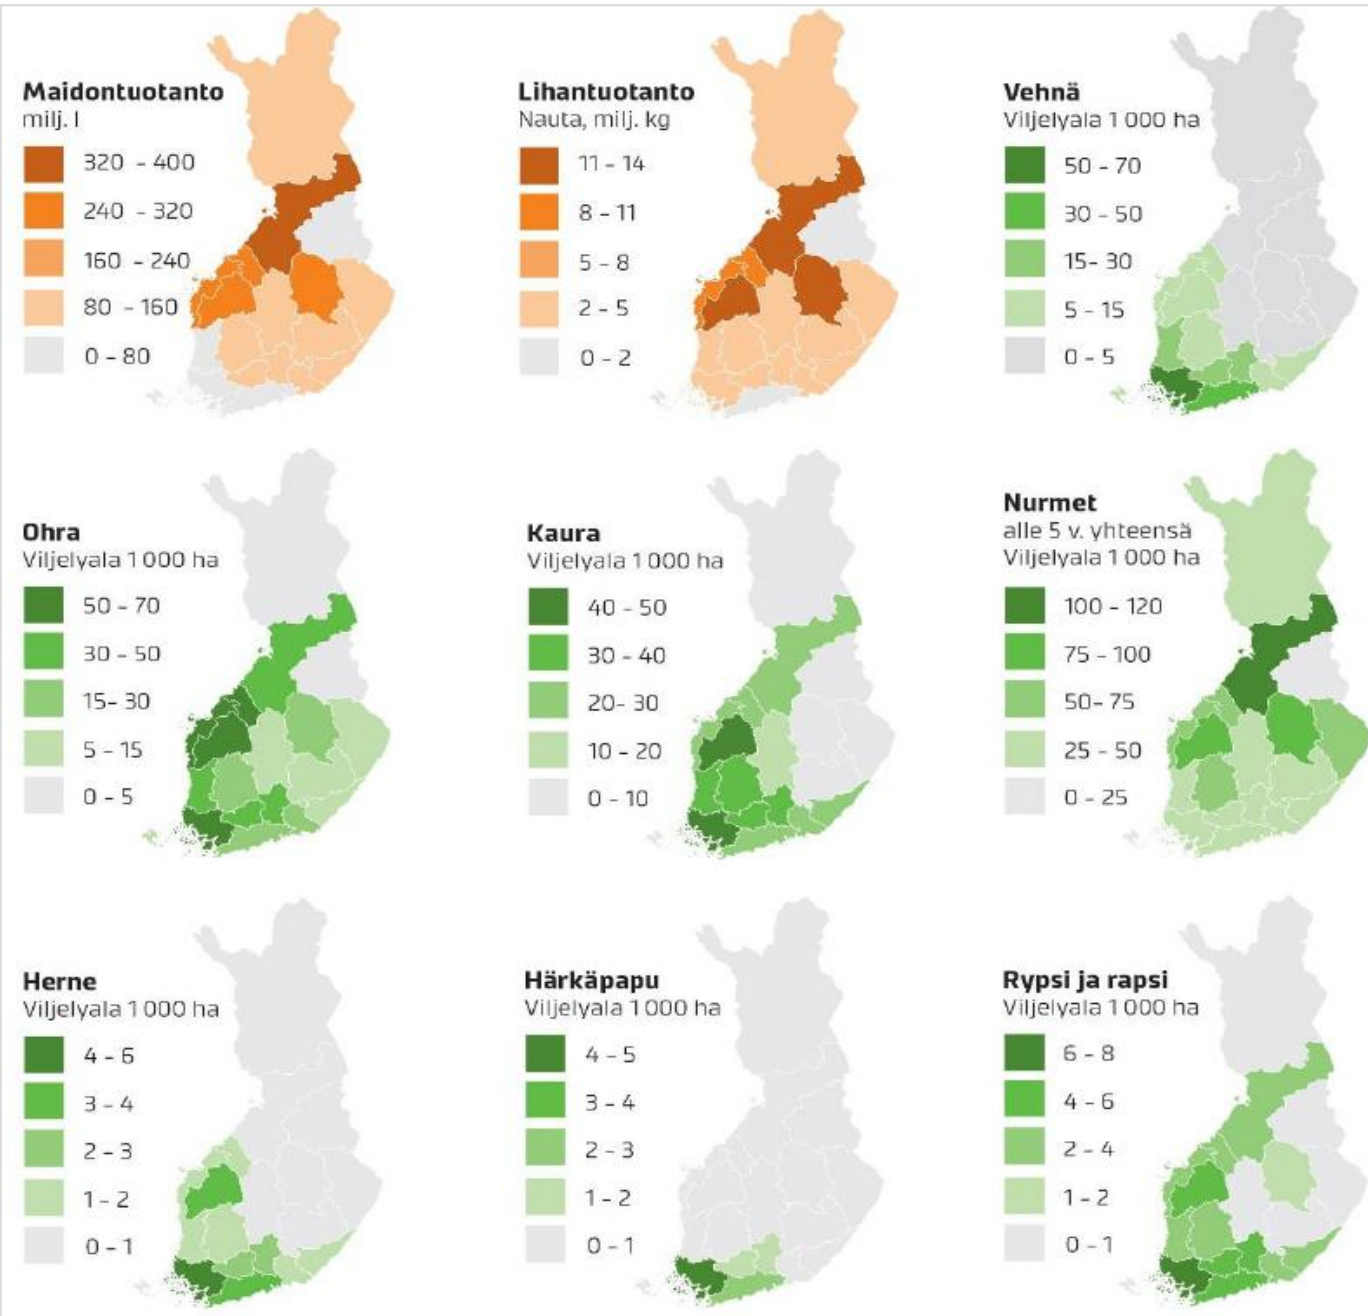 Maidontuotanto
milj. l
320 - 400
240 - 320
160 - 240
80 - 160
0 - 80
Lihantuotanto
Nauta, milj. kg
11 - 14
8 - 11
5 - 8
2 - 5
0 - 2
Vehnä
Viljelyala 1 000 ha
50 - 70
30 - 50
15- 30
5 - 15
0 - 5
Ohra
Viljelyala 1 000 ha
50 - 70
30 - 50
15- 30
5 - 15
0 - 5
Kaura
Viljelyala 1 000 ha
40 - 50
30 - 40
20- 30
10 - 20
0 - 10
Nurmet
alle 5 v. yhteensä
Viljelyala 1 000 ha
100 - 120
75 - 100
50- 75
25 - 50
0 - 25
Herne
Viljelyala 1 000 ha
4 - 6
3 - 4
2 - 3
1 - 2
0 - 1
Härkäpapu
Viljelyala 1 000 ha
4 - 5
3 - 4
2 - 3
1 - 2
0 - 1
Rypsi ja rapsi
Viljelyala 1 000 ha
6 - 8
4 - 6
2 - 4
1 - 2
0 - 1